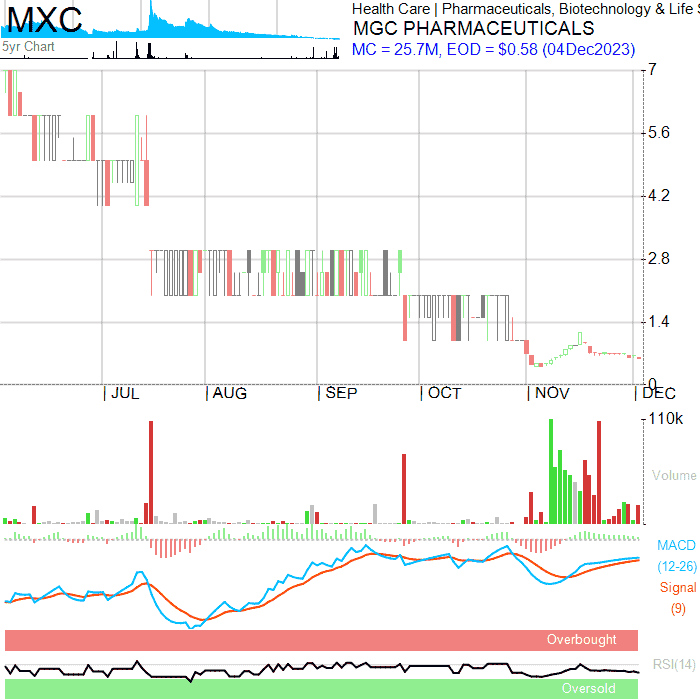 MXC
5yr Chart
Health Care | Pharmaceuticals, Biotechnology & Life
MGC PHARMACEUTICALS
MC = 25.7M, EOD = $0.58 (04Dec2023)
7
5.6
4.2
2.8
1.4
0
JUL AUG SEP OCT NOV DEC
110k
Volume
MACD
(12-26)
Signal
(9)
Overbought
RSI(14)
Oversold